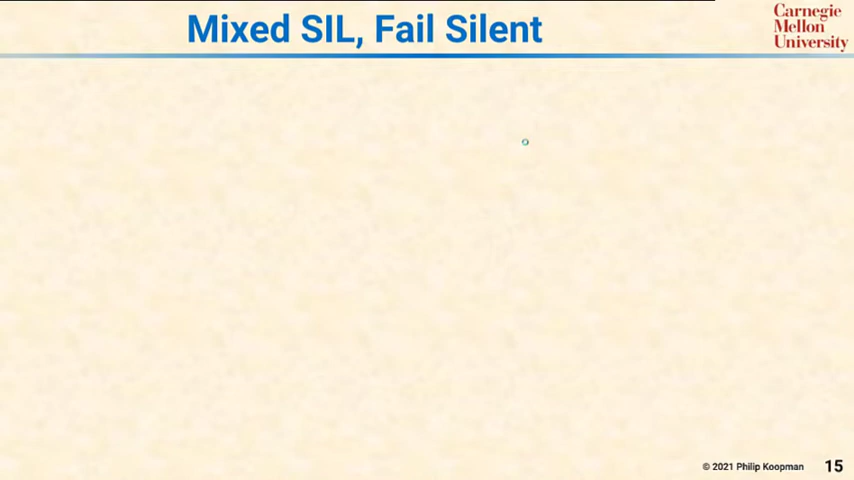 Mixed SIL, Fail Silent
Carnegie
Mellon
University
© 2021 Philip Koopman
15